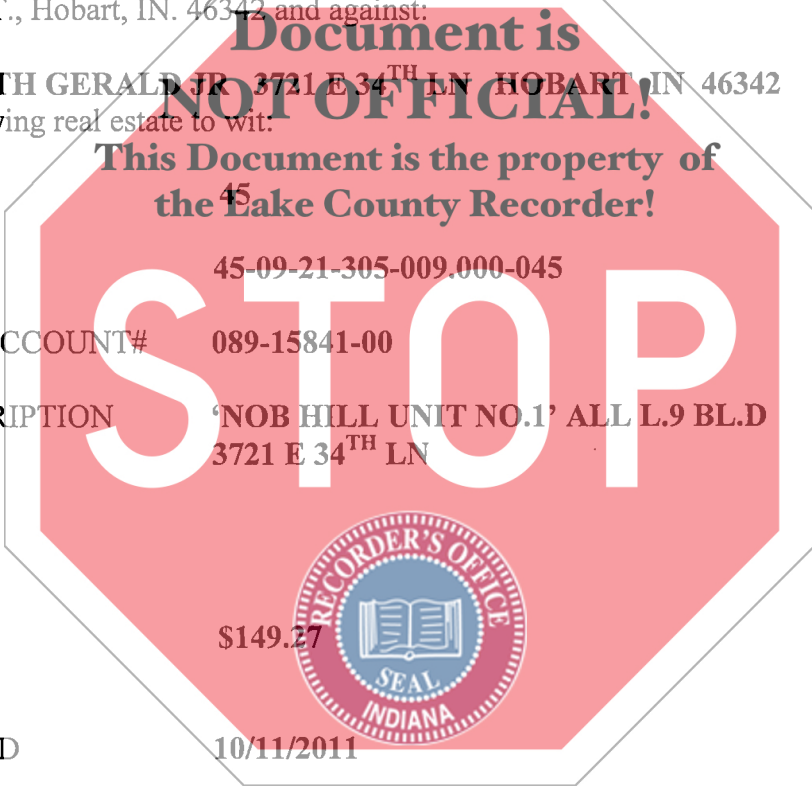 T., Hobart, IN. 46342 and against:
Document is
TH GERALD JR 3721 E 34TH LN HOBART IN 46342
NOT OFFICIAL!
ving real estate to wit:
This Document is the property of
45
the Lake County Recorder!
45-09-21-305-009.000-045
STOP
CCOUNT# 089-15841-00
RIPTION ‘NOB HILL UNIT NO.1’ ALL L.9 BL.D
3721 E 34TH LN
RECORDER'S OFFICE
$149.27
SEAL
INDIANA
D 10/11/2011